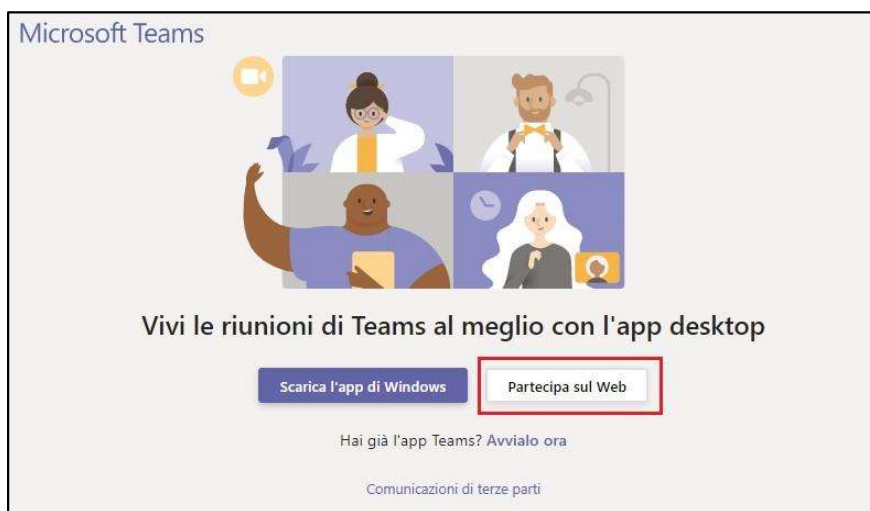 Microsoft Teams
Vivi le riunioni di Teams al meglio con l'app desktop
Scarica l'app di Windows
Partecipa sul Web
Hai già l'app Teams? Avvialo ora
Comunicazioni di terze parti